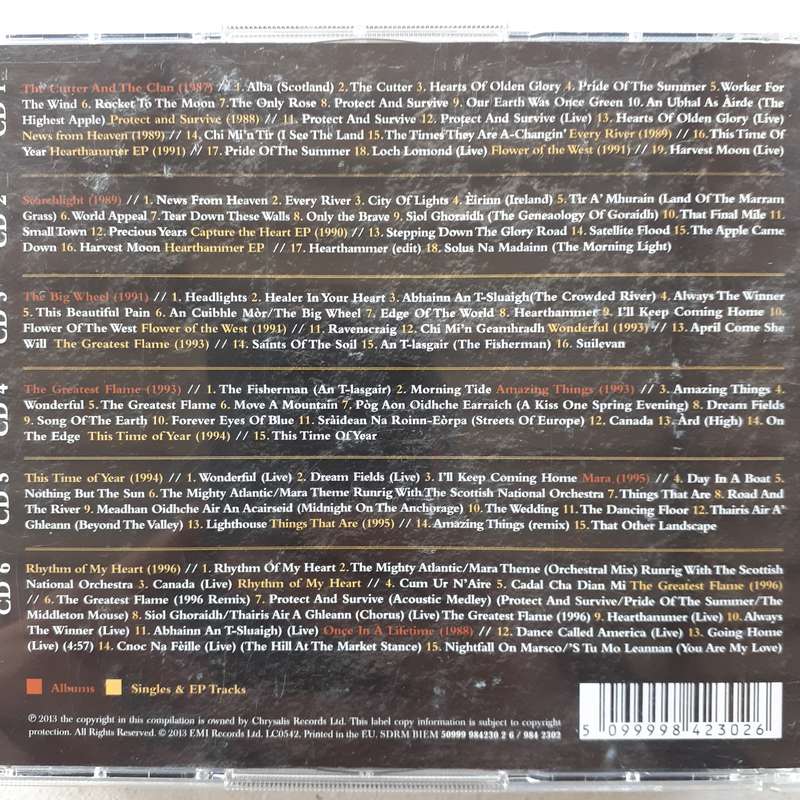 CD 1
The Cutter And The Clan (1987) // 1. Alba (Scotland) 2. The Cutter 3. Hearts Of Olden Glory 4. Pride Of The Summer 5. Worker For
The Wind 6. Rocket To The Moon 7. The Only Rose 8. Protect and Survive 9. Our Earth Was Once Green 10. An Ubhal As Àirde (The
Highest Apple) Protect and Survive (1988) // 11. Protect And Survive 12. Protect and Survive (Live) 13. Hearts Of Olden Glory (Live)
News from Heaven (1989) // 14. Chi Mi'n Tir (I See The Land 15. The Times They Are A-Changin' Every River (1989) // 16. This Time Of
Year Hearthammer EP (1991) // 17. Pride Of The Summer 18. Loch Lomond (Live) Flower of the West (1991) // 19. Harvest Moon (Live)
CD 2
Searchlight (1989) // 1. News From Heaven 2. Every River 3. City Of Lights 4. Èirinn (Ireland) 5. Tir A' Mhurain (Land Of The Marram
Grass) 6. World Appeal 7. Tear Down These Walls 8. Only the Brave 9. Siol Ghoraidh (The Geneaology Of Goraidh) 10. That Final Mile 11.
Small Town 12. Precious Years Capture the Heart EP (1990) // 13. Stepping Down The Glory Road 14. Satellite Flood 15. The Apple Came
Down 16. Harvest Moon Hearthammer EP // 17. Hearthammer (edit) 18. Solus Na Madainn (The Morning Light)
CD 3
The Big Wheel (1991) // 1. Headlights 2. Healer In Your Heart 3. Abhainn An T-Sluaigh(The Crowded River) 4. Always The Winner
5. This Beautiful Pain 6. An Cuibhle Mòr/The Big Wheel 7. Edge Of The World 8. Hearthammer 9. I'll Keep Coming Home 10.
Flower Of The West Flower of the West (1991) // 11. Ravenscraig 12. Chi Mi'n Geamhradh Wonderful (1993) // 13. April Come She
Will The Greatest Flame (1993) // 14. Saints Of The Soil 15. An T-lasgair (The Fisherman) 16. Suilevan
CD 4
The Greatest Flame (1993) // 1. The Fisherman (An T-lasgair) 2. Morning Tide Amazing Things (1993) // 3. Amazing Things 4.
Wonderful 5. The Greatest Flame 6. Move A Mountain 7. Pòg Aon Oidhche Earraich (A Kiss One Spring Evening) 8. Dream Fields
9. Song Of The Earth 10. Forever Eyes Of Blue 11. Sràidean Na Roinn-Eòrpa (Streets Of Europe) 12. Canada 13. Àrd (High) 14. On
The Edge This Time of Year (1994) // 15. This Time Of Year
CD 5
This Time of Year (1994) // 1. Wonderful (Live) 2. Dream Fields (Live) 3. I'll Keep Coming Home Mara (1995) // 4. Day In A Boat 5.
Nothing But The Sun 6. The Mighty Atlantic/Mara Theme Runrig With The Scottish National Orchestra 7. Things That Are 8. Road And
The River 9. Meadhan Oidhche Air An Acairseid (Midnight On The Anchorage) 10. The Wedding 11. The Dancing Floor 12. Thairis Air A'
Ghleann (Beyond The Valley) 13. Lighthouse Things That Are (1995) // 14. Amazing Things (remix) 15. That Other Landscape
CD 6
Rhythm of My Heart (1996) // 1. Rhythm Of My Heart 2. The Mighty Atlantic/Mara Theme (Orchestral Mix) Runrig With The Scottish
National Orchestra 3. Canada (Live) Rhythm of My Heart // 4. Cum Ur N'Aire 5. Cadal Cha Dian Mi The Greatest Flame (1996)
// 6. The Greatest Flame (1996 Remix) 7. Protect And Survive (Acoustic Medley) (Protect And Survive/Pride Of The Summer/The
Middleton Mouse) 8. Siol Ghoraidh/Thairis Air A Ghleann (Chorus) (Live) The Greatest Flame (1996) 9. Hearthammer (Live) 10. Always
The Winner (Live) 11. Abhainn An T-Sluaigh) (Live) Once In A Lifetime (1988) // 12. Dance Called America (Live) 13. Going Home
(Live) (4:57) 14. Cnoc Na Fèille (Live) (The Hill At The Market Stance) 15. Nightfall On Marsco/'S Tu Mo Leannan (You Are My Love)
Albums Singles & EP Tracks
℗ 2013 the copyright in this compilation is owned by Chrysalis Records Ltd. This label copy information is subject to copyright
protection. All Rights Reserved. © 2013 EMI Records Ltd. LC0542. Printed in the E.U. SDRM BIEM 50999 984230 2 6 / 984 2302
5 099998 423026